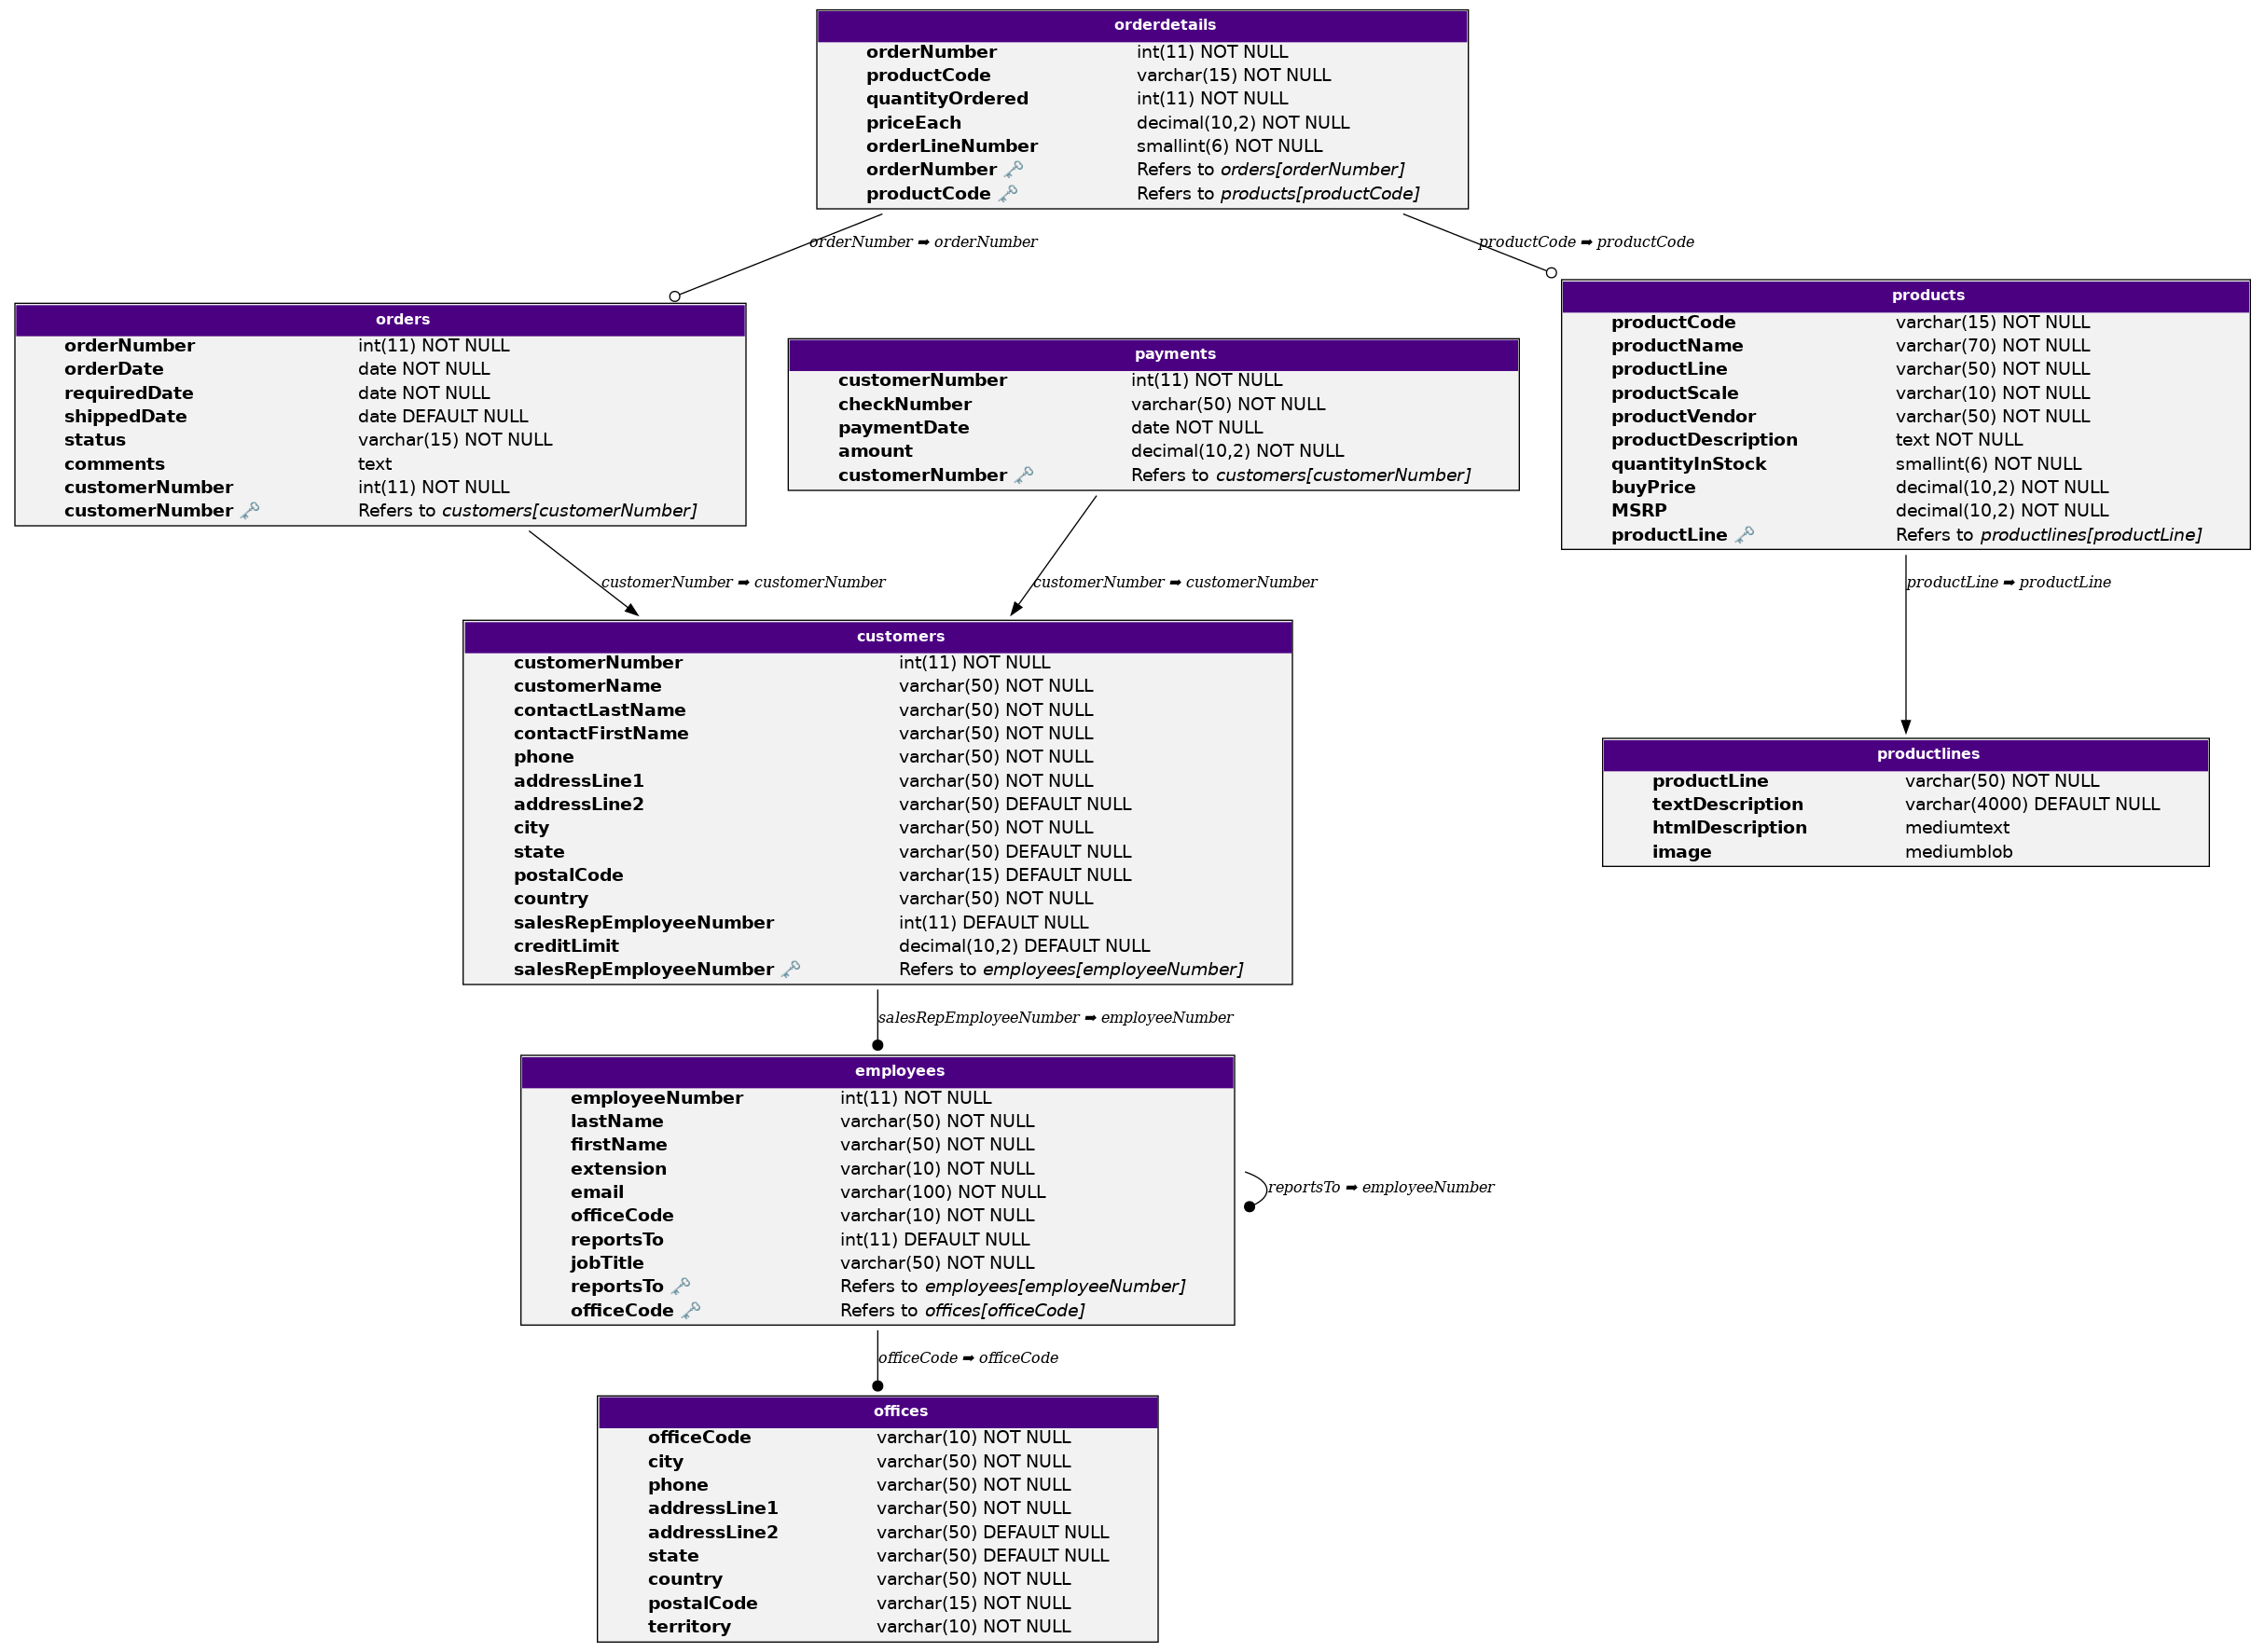 orderdetails
orderNumber int(11) NOT NULL
productCode varchar(15) NOT NULL
quantityOrdered int(11) NOT NULL
priceEach decimal(10,2) NOT NULL
orderLineNumber smallint(6) NOT NULL
orderNumber 🗝 Refers to orders[orderNumber]
productCode 🗝 Refers to products[productCode]
orderNumber ➡ orderNumber
productCode ➡ productCode
orders
orderNumber int(11) NOT NULL
orderDate date NOT NULL
requiredDate date NOT NULL
shippedDate date DEFAULT NULL
status varchar(15) NOT NULL
comments text
customerNumber int(11) NOT NULL
customerNumber 🗝 Refers to customers[customerNumber]
payments
customerNumber int(11) NOT NULL
checkNumber varchar(50) NOT NULL
paymentDate date NOT NULL
amount decimal(10,2) NOT NULL
customerNumber 🗝 Refers to customers[customerNumber]
products
productCode varchar(15) NOT NULL
productName varchar(70) NOT NULL
productLine varchar(50) NOT NULL
productScale varchar(10) NOT NULL
productVendor varchar(50) NOT NULL
productDescription text NOT NULL
quantityInStock smallint(6) NOT NULL
buyPrice decimal(10,2) NOT NULL
MSRP decimal(10,2) NOT NULL
productLine 🗝 Refers to productlines[productLine]
customerNumber ➡ customerNumber
customerNumber ➡ customerNumber
productLine ➡ productLine
customers
customerNumber int(11) NOT NULL
customerName varchar(50) NOT NULL
contactLastName varchar(50) NOT NULL
contactFirstName varchar(50) NOT NULL
phone varchar(50) NOT NULL
addressLine1 varchar(50) NOT NULL
addressLine2 varchar(50) DEFAULT NULL
city varchar(50) NOT NULL
state varchar(50) DEFAULT NULL
postalCode varchar(15) DEFAULT NULL
country varchar(50) NOT NULL
salesRepEmployeeNumber int(11) DEFAULT NULL
creditLimit decimal(10,2) DEFAULT NULL
salesRepEmployeeNumber 🗝 Refers to employees[employeeNumber]
productlines
productLine varchar(50) NOT NULL
textDescription varchar(4000) DEFAULT NULL
htmlDescription mediumtext
image mediumblob
salesRepEmployeeNumber ➡ employeeNumber
employees
employeeNumber int(11) NOT NULL
lastName varchar(50) NOT NULL
firstName varchar(50) NOT NULL
extension varchar(10) NOT NULL
email varchar(100) NOT NULL
officeCode varchar(10) NOT NULL
reportsTo int(11) DEFAULT NULL
jobTitle varchar(50) NOT NULL
reportsTo 🗝 Refers to employees[employeeNumber]
officeCode 🗝 Refers to offices[officeCode]
reportsTo ➡ employeeNumber
officeCode ➡ officeCode
offices
officeCode varchar(10) NOT NULL
city varchar(50) NOT NULL
phone varchar(50) NOT NULL
addressLine1 varchar(50) NOT NULL
addressLine2 varchar(50) DEFAULT NULL
state varchar(50) DEFAULT NULL
country varchar(50) NOT NULL
postalCode varchar(15) NOT NULL
territory varchar(10) NOT NULL